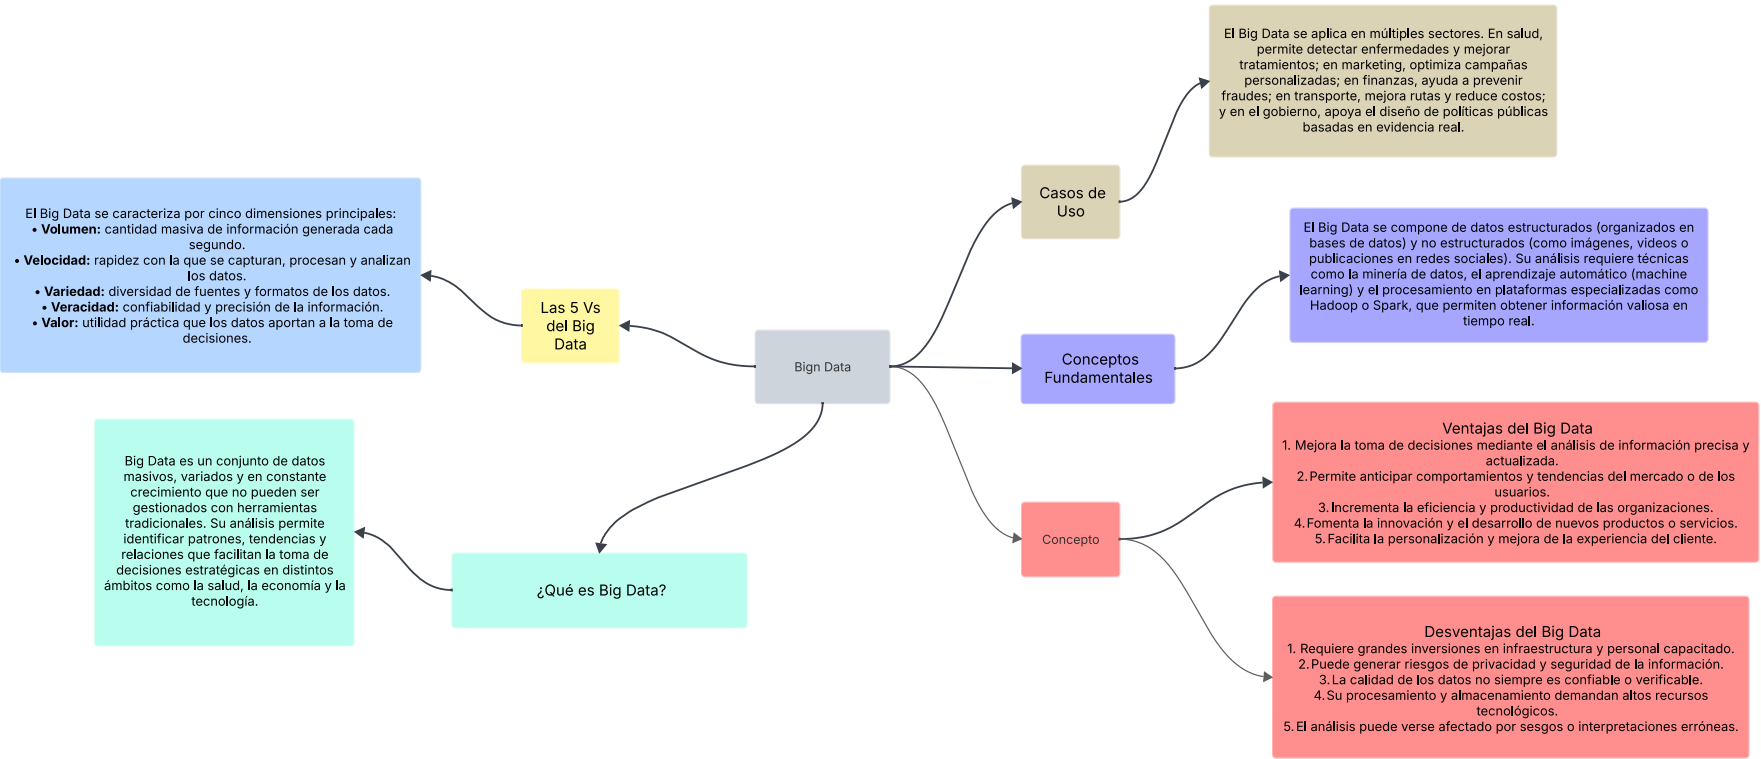 El Big Data se aplica en múltiples sectores. En salud,
permite detectar enfermedades y mejorar
tratamientos; en marketing, optimiza campañas
personalizadas; en finanzas, ayuda a prevenir
fraudes; en transporte, mejora rutas y reduce costos;
y en el gobierno, apoya el diseño de políticas públicas
basadas en evidencia real.
Casos de
Uso
El Big Data se caracteriza por cinco dimensiones principales:
• Volumen: cantidad masiva de información generada cada
segundo.
• Velocidad: rapidez con la que se capturan, procesan y analizan
los datos.
• Variedad: diversidad de fuentes y formatos de los datos.
• Veracidad: confiabilidad y precisión de la información.
• Valor: utilidad práctica que los datos aportan a la toma de
decisiones.
Las 5 Vs
del Big
Data
El Big Data se compone de datos estructurados (organizados en
bases de datos) y no estructurados (como imágenes, videos o
publicaciones en redes sociales). Su análisis requiere técnicas
como la minería de datos, el aprendizaje automático (machine
learning) y el procesamiento en plataformas especializadas como
Hadoop o Spark, que permiten obtener información valiosa en
tiempo real.
Bign Data
Conceptos
Fundamentales
Ventajas del Big Data
1. Mejora la toma de decisiones mediante el análisis de información precisa y
actualizada.
2. Permite anticipar comportamientos y tendencias del mercado o de los
usuarios.
3. Incrementa la eficiencia y productividad de las organizaciones.
4. Fomenta la innovación y el desarrollo de nuevos productos o servicios.
5. Facilita la personalización y mejora de la experiencia del cliente.
Concepto
Big Data es un conjunto de datos
masivos, variados y en constante
crecimiento que no pueden ser
gestionados con herramientas
tradicionales. Su análisis permite
identificar patrones, tendencias y
relaciones que facilitan la toma de
decisiones estratégicas en distintos
ámbitos como la salud, la economía y la
tecnología.
¿Qué es Big Data?
Desventajas del Big Data
1. Requiere grandes inversiones en infraestructura y personal capacitado.
2. Puede generar riesgos de privacidad y seguridad de la información.
3. La calidad de los datos no siempre es confiable o verificable.
4. Su procesamiento y almacenamiento demandan altos recursos
tecnológicos.
5. El análisis puede verse afectado por sesgos o interpretaciones erróneas.